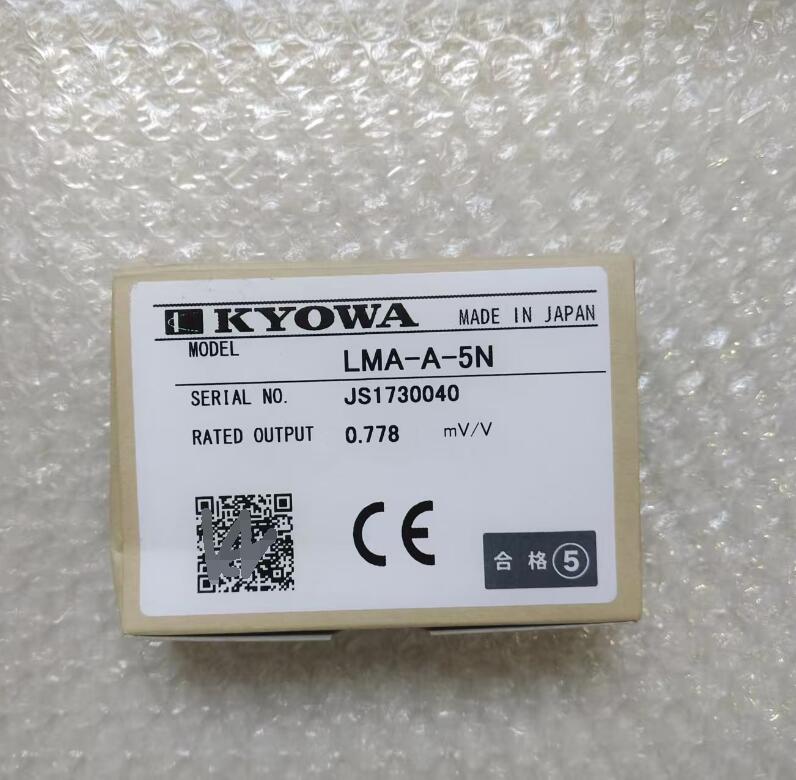 KYOWA MADE IN JAPAN
MODEL LMA-A-5N
SERIAL NO. JS1730040
RATED OUTPUT 0.778 mV/V
CE
合格⑤